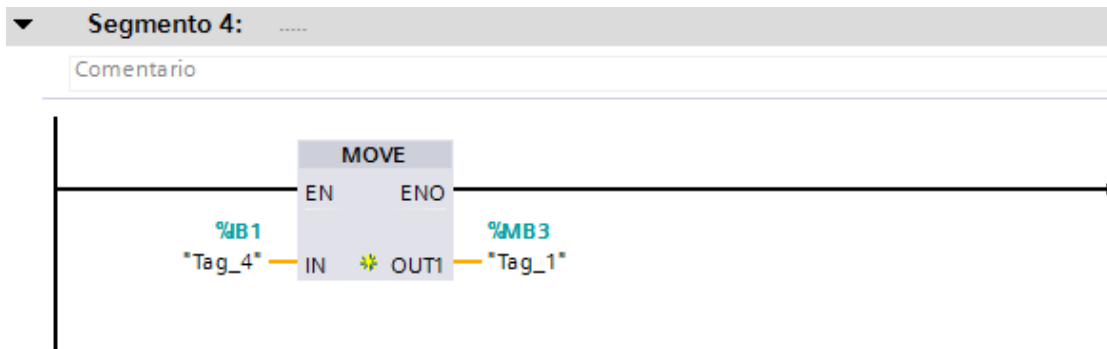 Segmento 4: .....
Comentario
MOVE
EN ENO
%IB1 %MB3
"Tag_4" IN OUT1 "Tag_1"